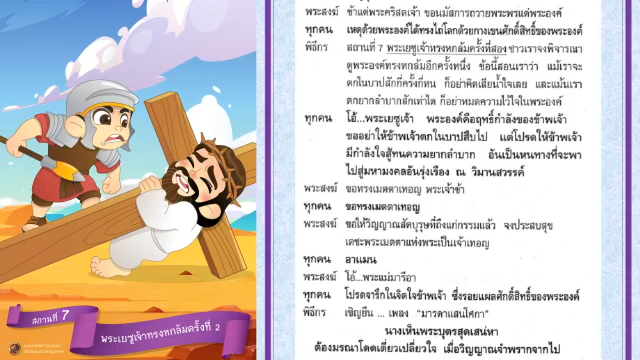 สถานที่ 7
พระเยซูเจ้าทรงหกล้มครั้งที่ 2
พระสงฆ์ ข้าแต่พระคริสตเจ้า ขอนมัสการถวายพระพรแด่พระองค์
ทุกคน เหตุด้วยพระองค์ได้ทรงไถ่โลกด้วยกางเขนศักดิ์สิทธิ์ของพระองค์
พิธีกร สถานที่ 7 พระเยซูเจ้าทรงหกล้มครั้งที่สอง ชาวเราจงพิจารณา
ดูพระองค์ทรงหกล้มอีกครั้งหนึ่ง ข้อนี้สอนเราว่า แม้เราจะ
ตกในบาปสักกี่ครั้งกี่หน ก็อย่าคิดเสียน้ำใจเลย และแม้นเรา
ตกยากลำบากสักเท่าใด ก็อย่าหมดความไว้ใจในพระองค์
ทุกคน โอ้...พระเยซูเจ้า พระองค์คือฤทธิ์กำลังของข้าพเจ้า
ขออย่าให้ข้าพเจ้าตกในบาปสืบไป แต่โปรดให้ข้าพเจ้า
มีกำลังใจสู้ทนความยากลำบาก อันเป็นหนทางที่จะพา
ไปสู่มหามงคลอันรุ่งเรือง ณ วิมานสวรรค์
พระสงฆ์ ขอทรงเมตตาเทอญ พระเจ้าข้า
ทุกคน ขอทรงเมตตาเทอญ
พระสงฆ์ ขอให้วิญญาณสัตบุรุษที่ถึงแก่กรรมแล้ว จงประสบสุข
เดชะพระเมตตาแห่งพระเป็นเจ้าเทอญ
ทุกคน อาแมน
พระสงฆ์ โอ้...พระแม่มารีอา
ทุกคน โปรดจารึกในจิตใจข้าพเจ้า ซึ่งรอยแผลศักดิ์สิทธิ์ของพระองค์
พิธีกร เชิญยืน ... เพลง "มารดาแสนโศกา"
นางเห็นพระบุตรสุดเสน่หา
ต้องมรณาโดดเดี่ยวเปลี่ยวใจ เมื่อวิญญาณจำพรากจากไป